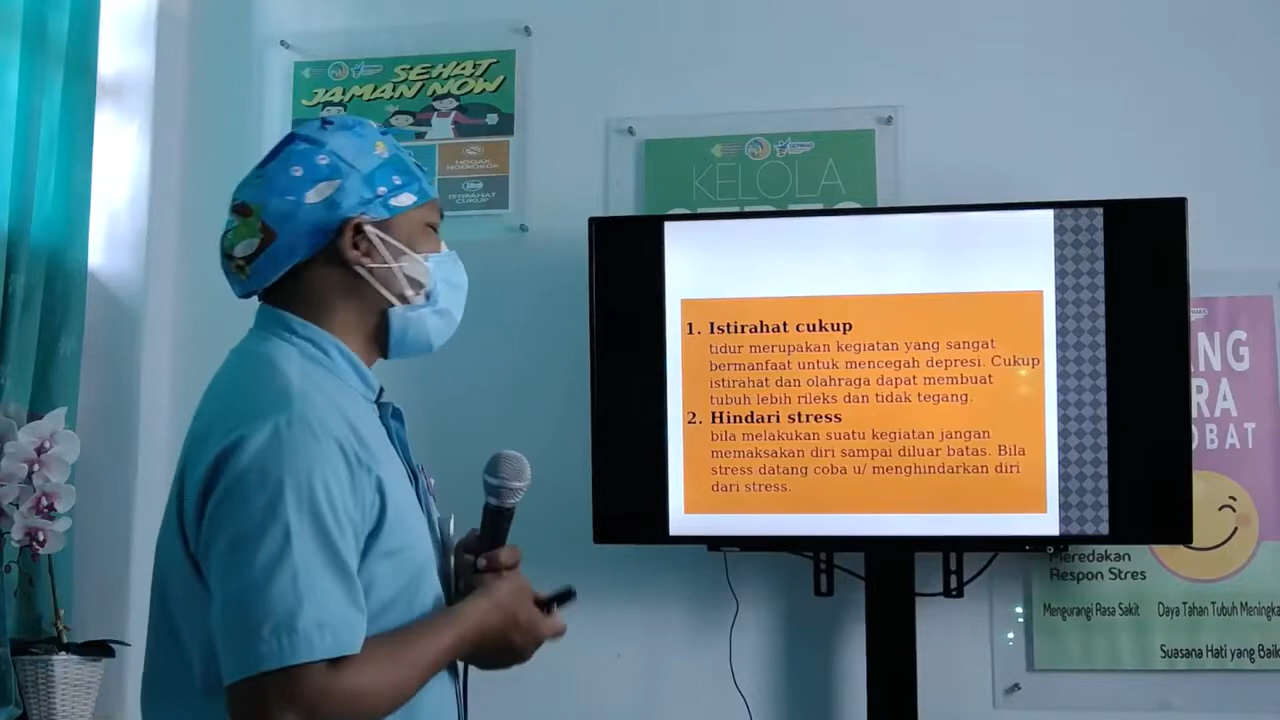 SEHAT
JAMAN NOW
ISTIRAHAT
CUKUP
KELOLA
1. Istirahat cukup
tidur merupakan kegiatan yang sangat
bermanfaat untuk mencegah depresi. Cukup
istirahat dan olahraga dapat membuat
tubuh lebih rileks dan tidak tegang.
2. Hindari stress
bila melakukan suatu kegiatan jangan
memaksakan diri sampai diluar batas. Bila
stress datang coba u/ menghindarkan diri
dari stress.
Meredakan
Respon Stres
Mengurangi Rasa Sakit
Daya Tahan Tubuh Meningka
Suasana Hati yang Baik